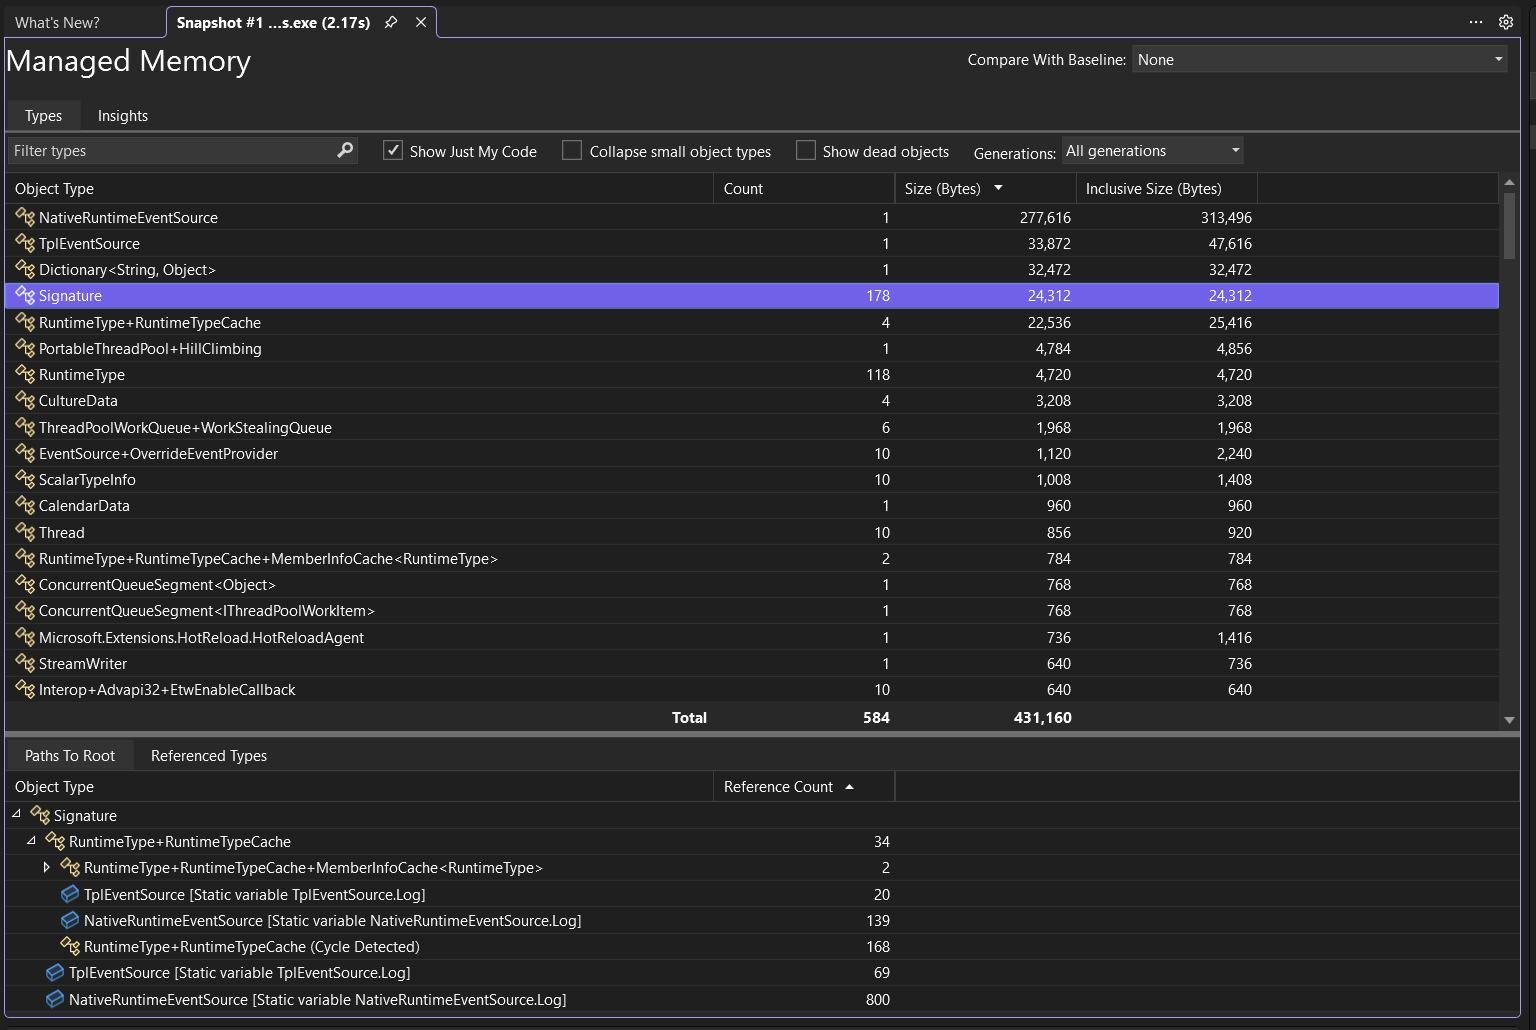 What's New?
Snapshot #1 ...s.exe (2.17s)
Managed Memory
Compare With Baseline: None
Types Insights
Filter types Show Just My Code Collapse small object types Show dead objects Generations: All generations
Object Type Count Size (Bytes) Inclusive Size (Bytes)
NativeRuntimeEventSource 1 277,616 313,496
TplEventSource 1 33,872 47,616
Dictionary<String, Object> 1 32,472 32,472
Signature 178 24,312 24,312
RuntimeType+RuntimeTypeCache 4 22,536 25,416
PortableThreadPool+HillClimbing 1 4,784 4,856
RuntimeType 118 4,720 4,720
CultureData 4 3,208 3,208
ThreadPoolWorkQueue+WorkStealingQueue 6 1,968 1,968
EventSource+OverrideEventProvider 10 1,120 2,240
ScalarTypeInfo 10 1,008 1,408
CalendarData 1 960 960
Thread 10 856 920
RuntimeType+RuntimeTypeCache+MemberInfoCache<RuntimeType> 2 784 784
ConcurrentQueueSegment<Object> 1 768 768
ConcurrentQueueSegment<IThreadPoolWorkItem> 1 768 768
Microsoft.Extensions.HotReload.HotReloadAgent 1 736 1,416
StreamWriter 1 640 736
Interop+Advapi32+EtwEnableCallback 10 640 640
Total 584 431,160
Paths To Root Referenced Types
Object Type Reference Count
Signature
RuntimeType+RuntimeTypeCache 34
RuntimeType+RuntimeTypeCache+MemberInfoCache<RuntimeType> 2
TplEventSource [Static variable TplEventSource.Log] 20
NativeRuntimeEventSource [Static variable NativeRuntimeEventSource.Log] 139
RuntimeType+RuntimeTypeCache (Cycle Detected) 168
TplEventSource [Static variable TplEventSource.Log] 69
NativeRuntimeEventSource [Static variable NativeRuntimeEventSource.Log] 800